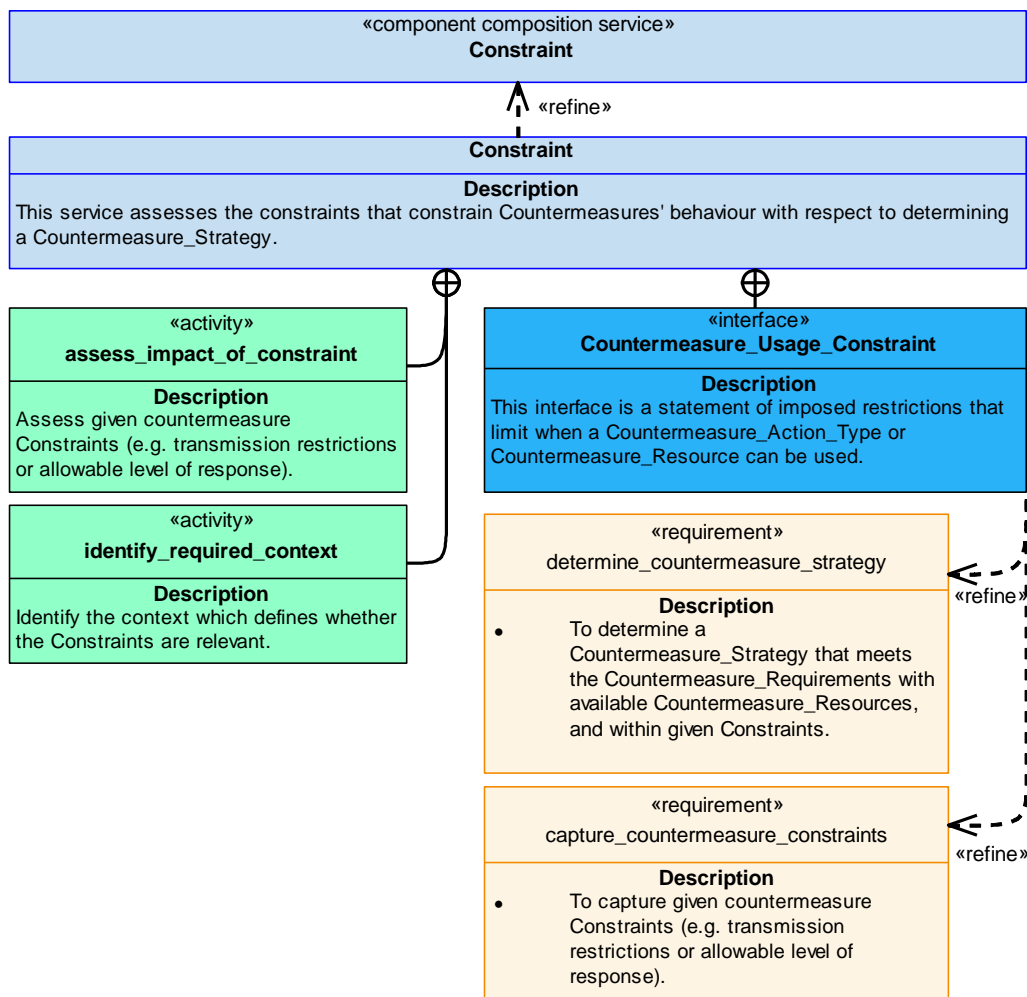 «component composition service»
Constraint
«refine»
Constraint
Description
This service assesses the constraints that constrain Countermeasures' behaviour with respect to determining
a Countermeasure_Strategy.
«activity»
assess_impact_of_constraint
Description
Assess given countermeasure
Constraints (e.g. transmission restrictions
or allowable level of response).
«activity»
identify_required_context
Description
Identify the context which defines whether
the Constraints are relevant.
«interface»
Countermeasure_Usage_Constraint
Description
This interface is a statement of imposed restrictions that
limit when a Countermeasure_Action_Type or
Countermeasure_Resource can be used.
«requirement»
determine_countermeasure_strategy
«refine»
Description
• To determine a
Countermeasure_Strategy that meets
the Countermeasure_Requirements with
available Countermeasure_Resources,
and within given Constraints.
«requirement»
capture_countermeasure_constraints
«refine»
Description
• To capture given countermeasure
Constraints (e.g. transmission
restrictions or allowable level of
response).